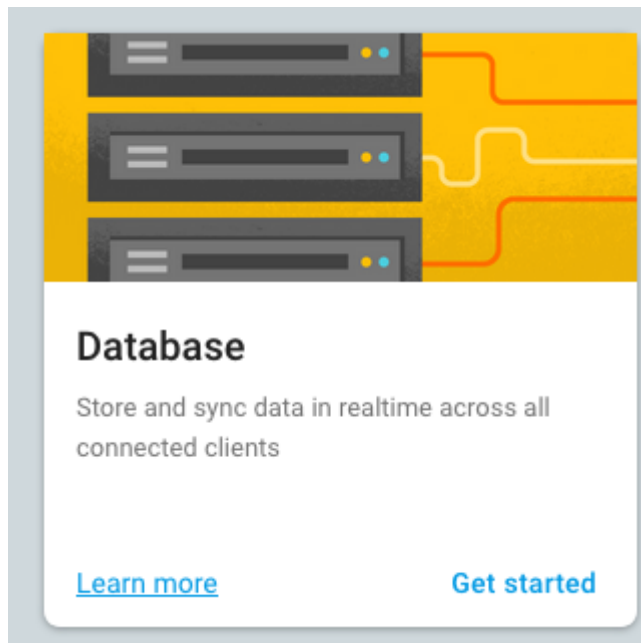 Database
Store and sync data in realtime across all
connected clients
Learn more
Get started